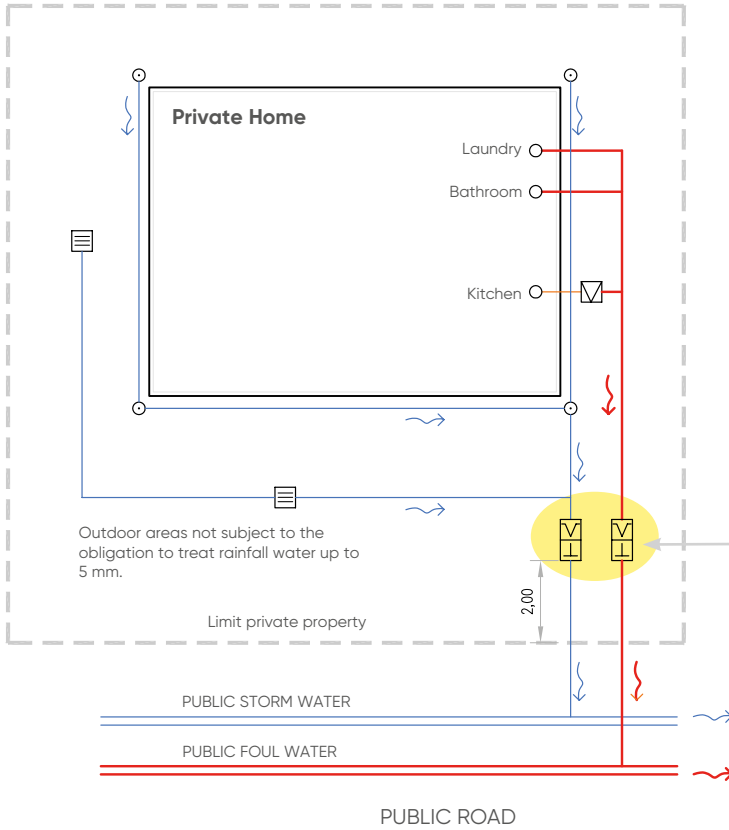 Private Home
Laundry
Bathroom
Kitchen
Outdoor areas not subject to the
obligation to treat rainfall water up to
5 mm.
2,00
Limit private property
PUBLIC STORM WATER
PUBLIC FOUL WATER
PUBLIC ROAD